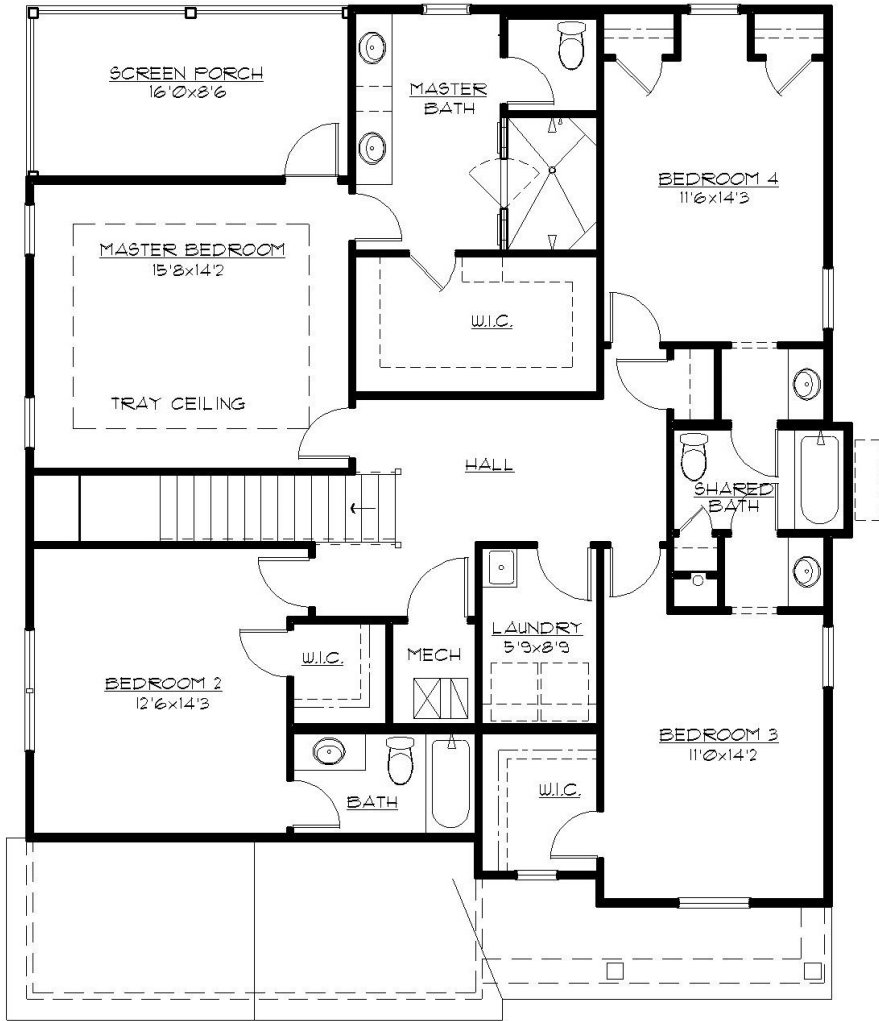 SCREEN PORCH
16'0x8'6
MASTER
BATH
BEDROOM 4
11'6x14'3
MASTER BEDROOM
15'8x14'2
W.I.C.
TRAY CEILING
HALL
SHARED
BATH
LAUNDRY
5'9x8'9
W.I.C.
MECH
BEDROOM 2
12'6x14'3
BEDROOM 3
11'0x14'2
W.I.C.
BATH